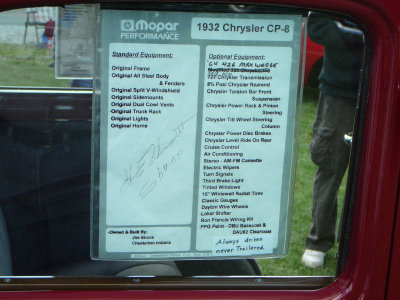 Mopar
PERFORMANCE
1932 Chrysler CP-8
Standard Equipment:
Original Frame
Original All Steel Body
& Fenders
Original Split V-Windshield
Original Sidemounts
Original Dual Cowl Vents
Original Trunk Rack
Original Lights
Original Horns
Owned & Built By:
Jim Shook
Chesterton Indiana
Optional Equipment:
CU 426 MAX WEDGE
727 Chrysler Transmission
8¾ Posi Chrysler Rearend
Chrysler Torsion Bar Front
Suspension
Chrysler Power Rack & Pinion
Steering
Chrysler Tilt Wheel Steering
Column
Chrysler Power Disc Brakes
Chrysler Level Ride On Rear
Cruise Control
Air Conditioning
Stereo - AM-FM Cassette
Electric Wipers
Turn Signals
Third Brake Light
Tinted Windows
15" Whitewall Radial Tires
Classic Gauges
Dayton Wire Wheels
Lokar Shifter
Ron Francis Wiring Kit
PPG Paint - DBU Basecoat &
DAU82 Clearcoat
Always driven
never Trailered